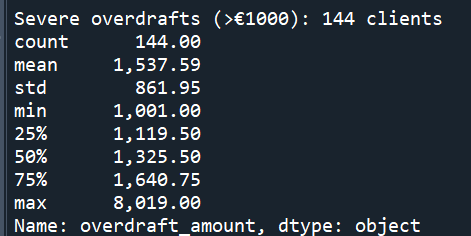 Severe overdrafts (>€1000): 144 clients
count      144.00
mean     1,537.59
std        861.95
min      1,001.00
25%      1,119.50
50%      1,325.50
75%      1,640.75
max      8,019.00
Name: overdraft_amount, dtype: object